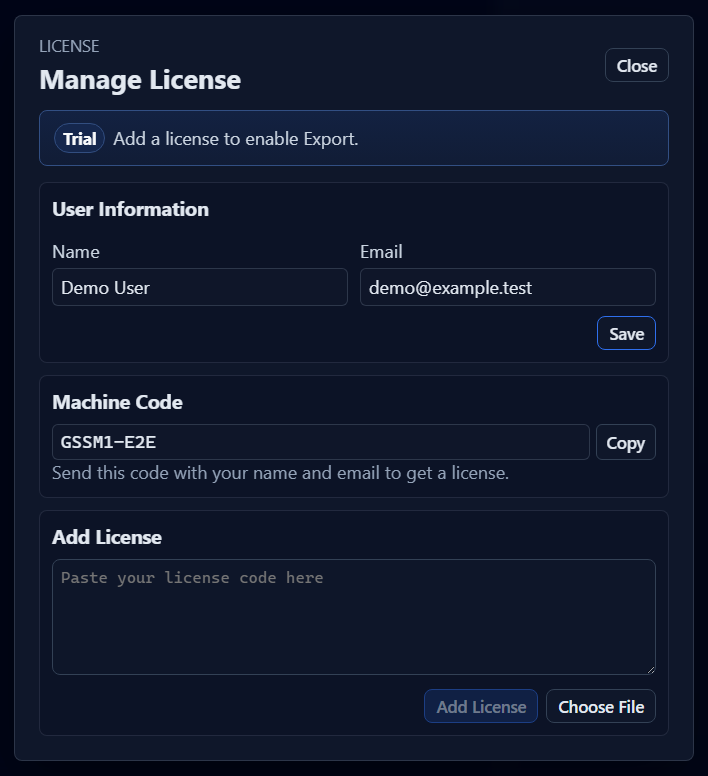 LICENSE
Manage License
Close
Trial Add a license to enable Export.
User Information
Name Email
Demo User demo@example.test
Save
Machine Code
GSSM1-E2E Copy
Send this code with your name and email to get a license.
Add License
Paste your license code here
Add License Choose File